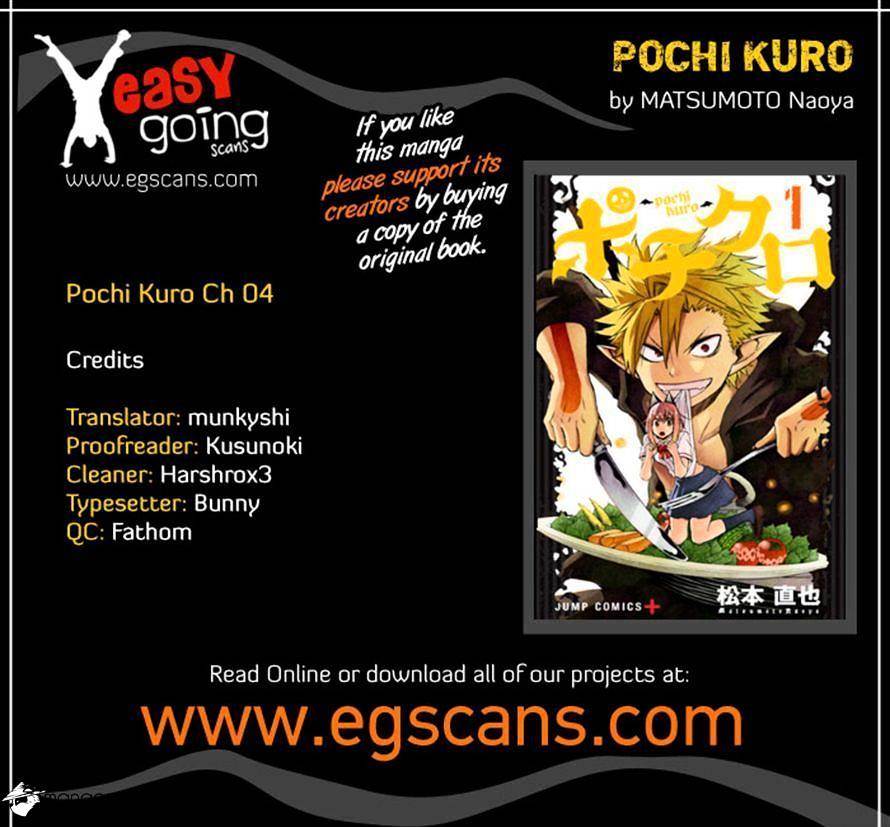 easy
going
scans
www.egscans.com
If you like
this manga
please support its
creators by buying
a copy of the
original book.
POCHI KURO
by MATSUMOTO Naoya
Pochi Kuro Ch 04
Credits
Translator: munkyshi
Proofreader: Kusunoki
Cleaner: Harshrox3
Typesetter: Bunny
QC: Fathom
pochi
kuro
1
ポチクロ
JUMP COMICS+
松本 直也
Matsumoto Naoya
Read Online or download all of our projects at:
www.egscans.com